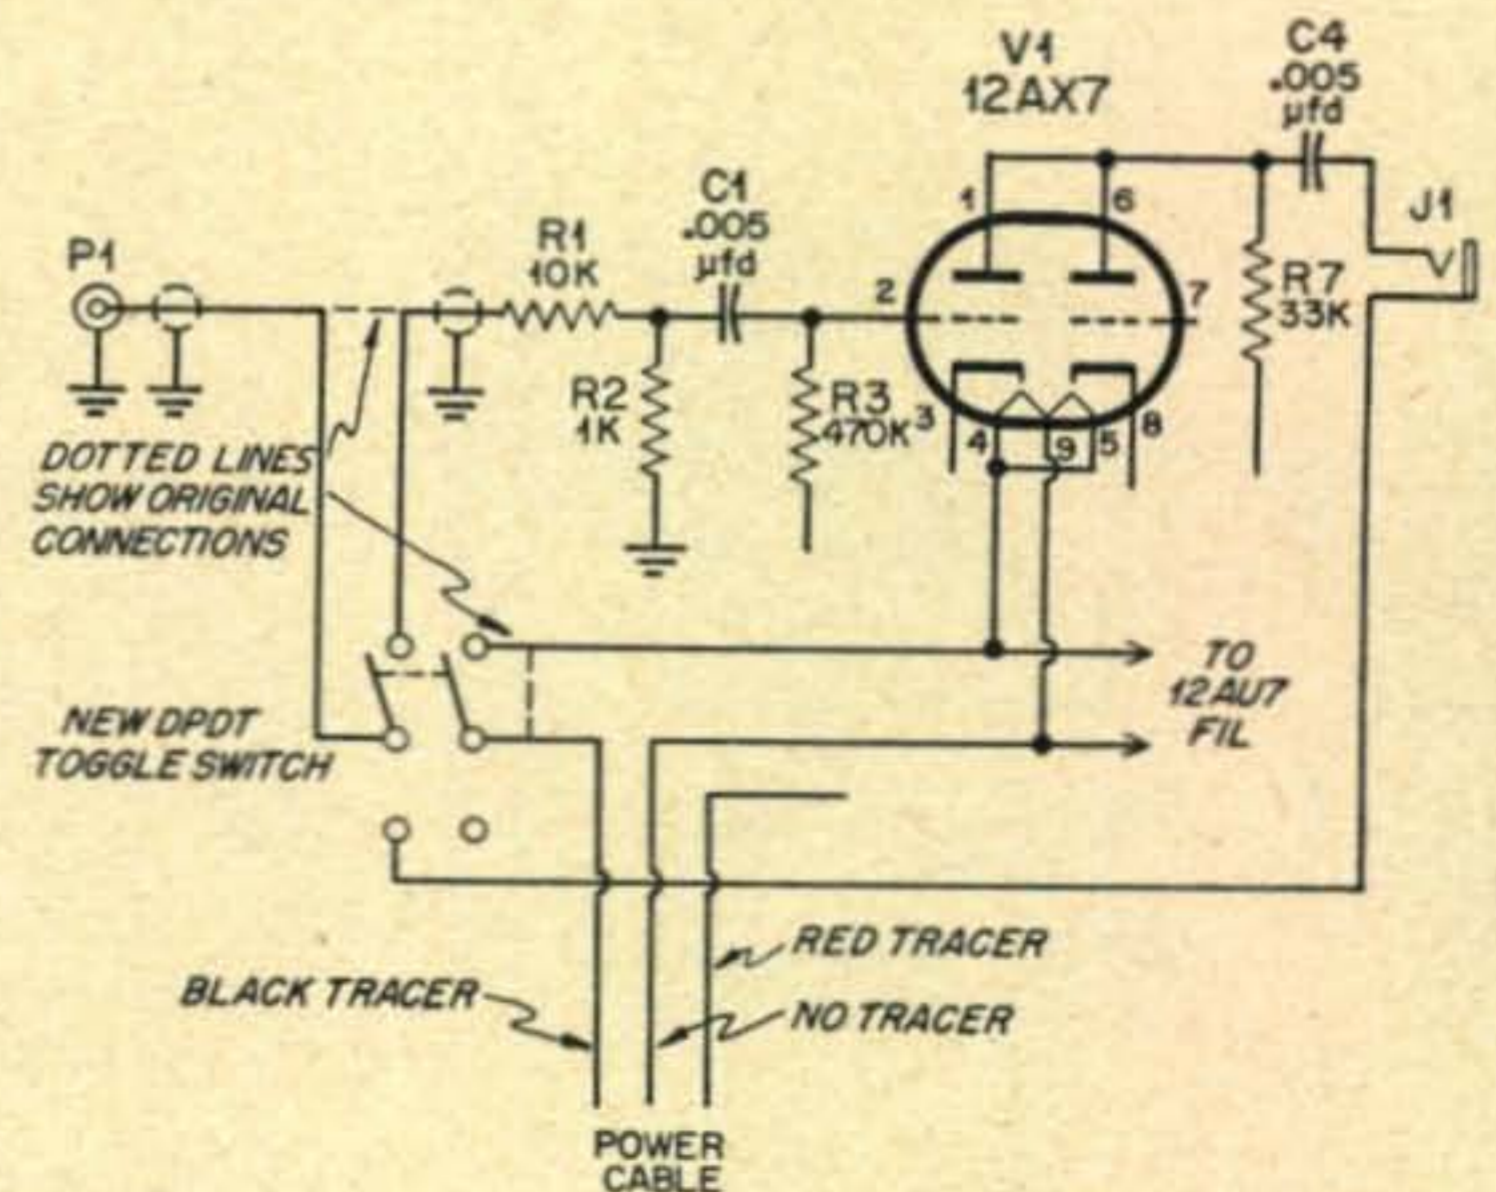 V1
12AX7
C4
.005
µfd
C1
.005
µfd
J1
P1
R1
10K
1
6
2
7
R7
33K
R2
1K
R3
470K
3
4
9
5
8
DOTTED LINES
SHOW ORIGINAL
CONNECTIONS
TO
12AU7
FIL
NEW DPDT
TOGGLE SWITCH
RED TRACER
BLACK TRACER
NO TRACER
POWER
CABLE